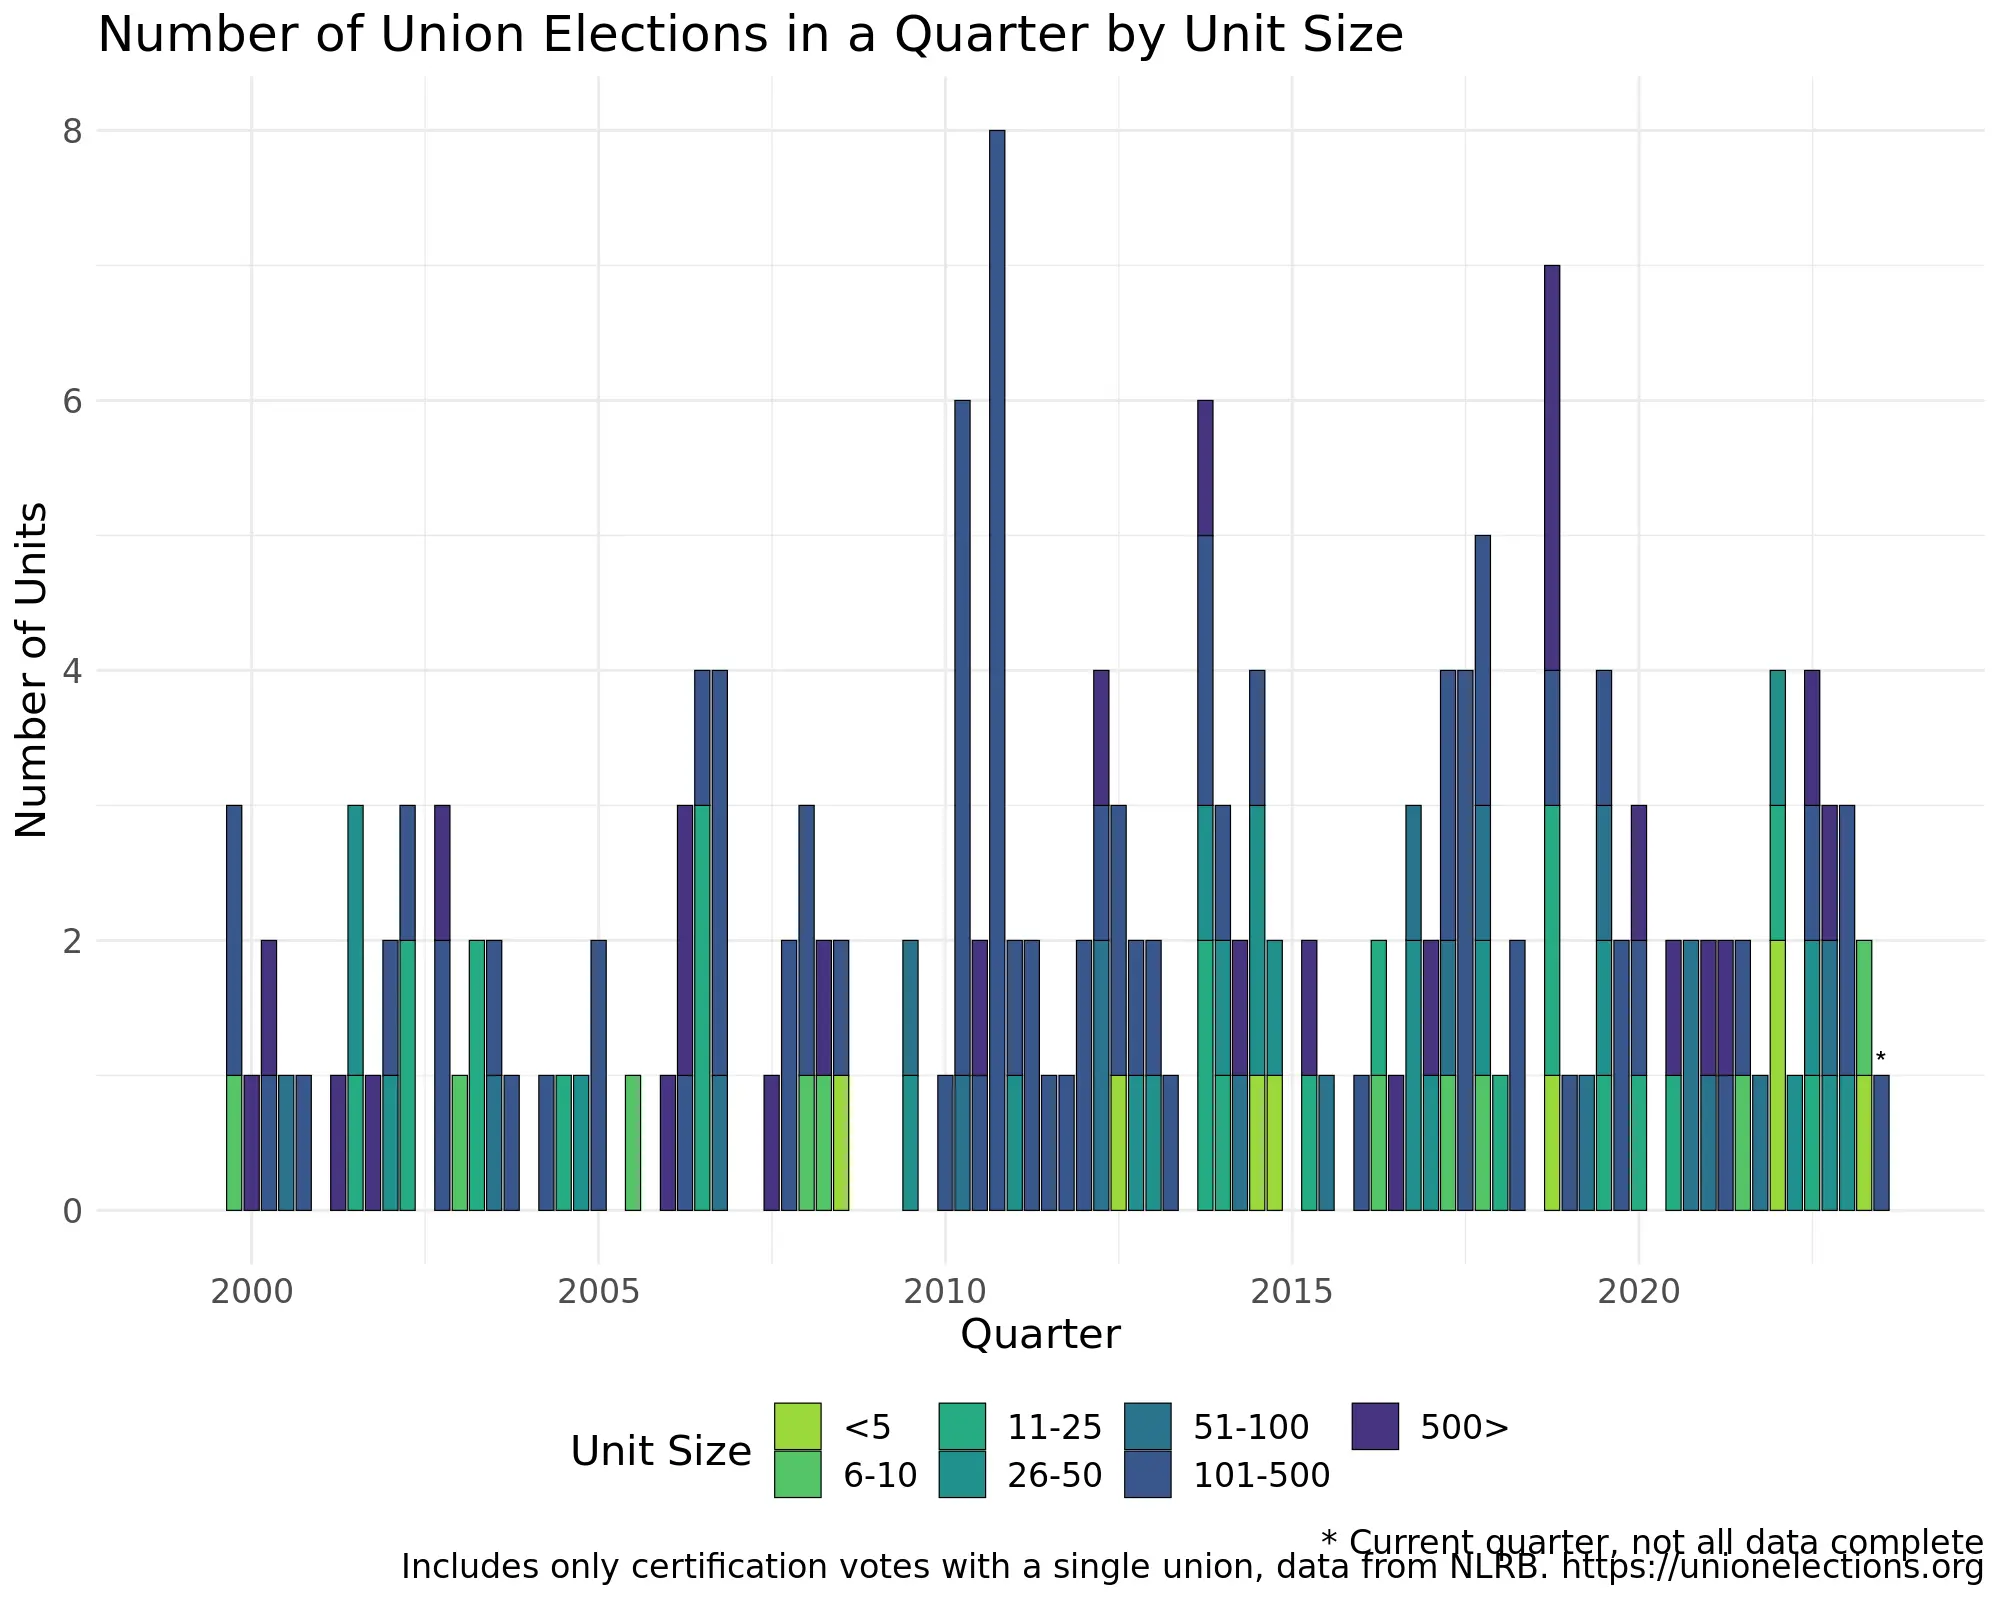 Number of Union Elections in a Quarter by Unit Size
Number of Units
8
6
4
2
0
*
2000 2005 2010 2015 2020
Quarter
Unit Size
<5 11-25 51-100 500>
6-10 26-50 101-500
* Current quarter, not all data complete
Includes only certification votes with a single union, data from NLRB. https://unionelections.org